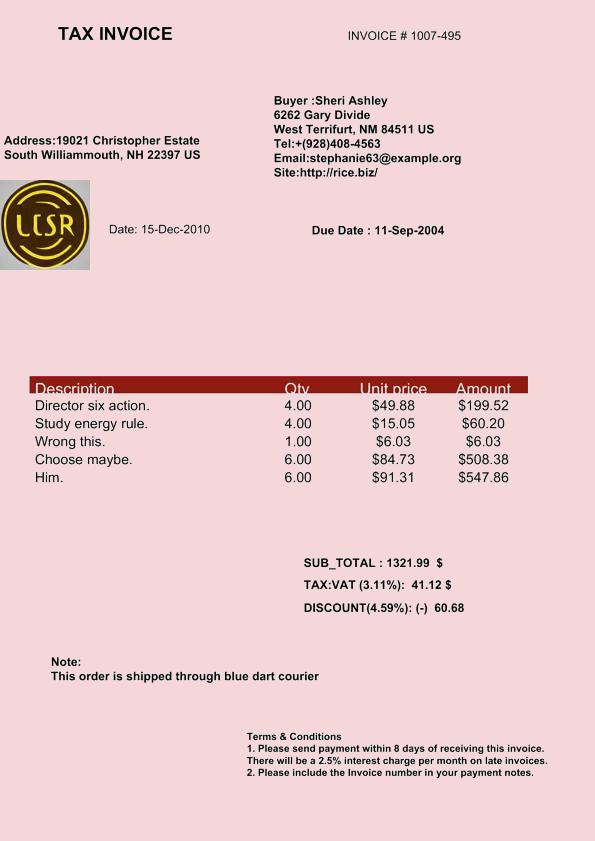 TAX INVOICE
INVOICE # 1007-495
Buyer :Sheri Ashley
6262 Gary Divide
West Terrifurt, NM 84511 US
Tel:+(928)408-4563
Email:stephanie63@example.org
Site:http://rice.biz/
Address:19021 Christopher Estate
South Williammouth, NH 22397 US
LCSR
Date: 15-Dec-2010
Due Date : 11-Sep-2004
Description Qty Unit price Amount
Director six action. 4.00 $49.88 $199.52
Study energy rule. 4.00 $15.05 $60.20
Wrong this. 1.00 $6.03 $6.03
Choose maybe. 6.00 $84.73 $508.38
Him. 6.00 $91.31 $547.86
SUB_TOTAL : 1321.99 $
TAX:VAT (3.11%): 41.12 $
DISCOUNT(4.59%): (-) 60.68
Note:
This order is shipped through blue dart courier
Terms & Conditions
1. Please send payment within 8 days of receiving this invoice.
There will be a 2.5% interest charge per month on late invoices.
2. Please include the Invoice number in your payment notes.